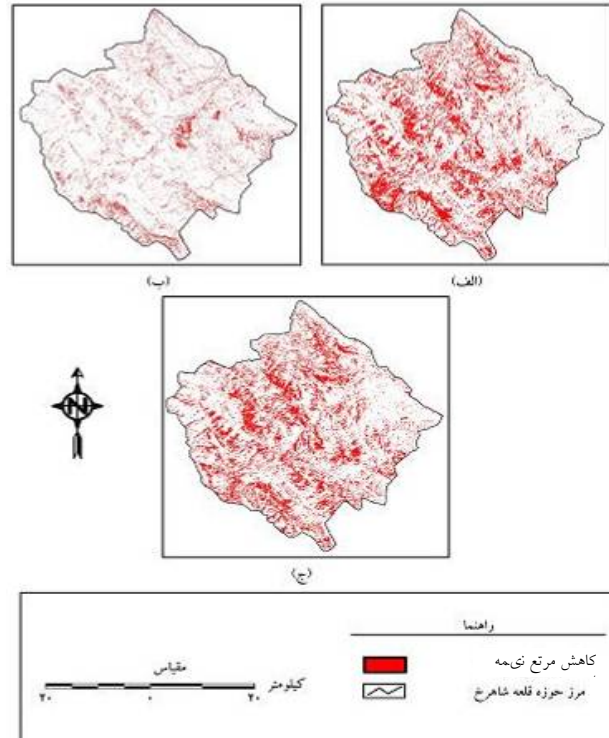 (الف)
(ب)
N
(ج)
راهنما
کاهش مرتع نیمه
مرز حوزه قلعه شاهرخ
مقیاس
کیلومتر
۲۰ ۰ ۲۰